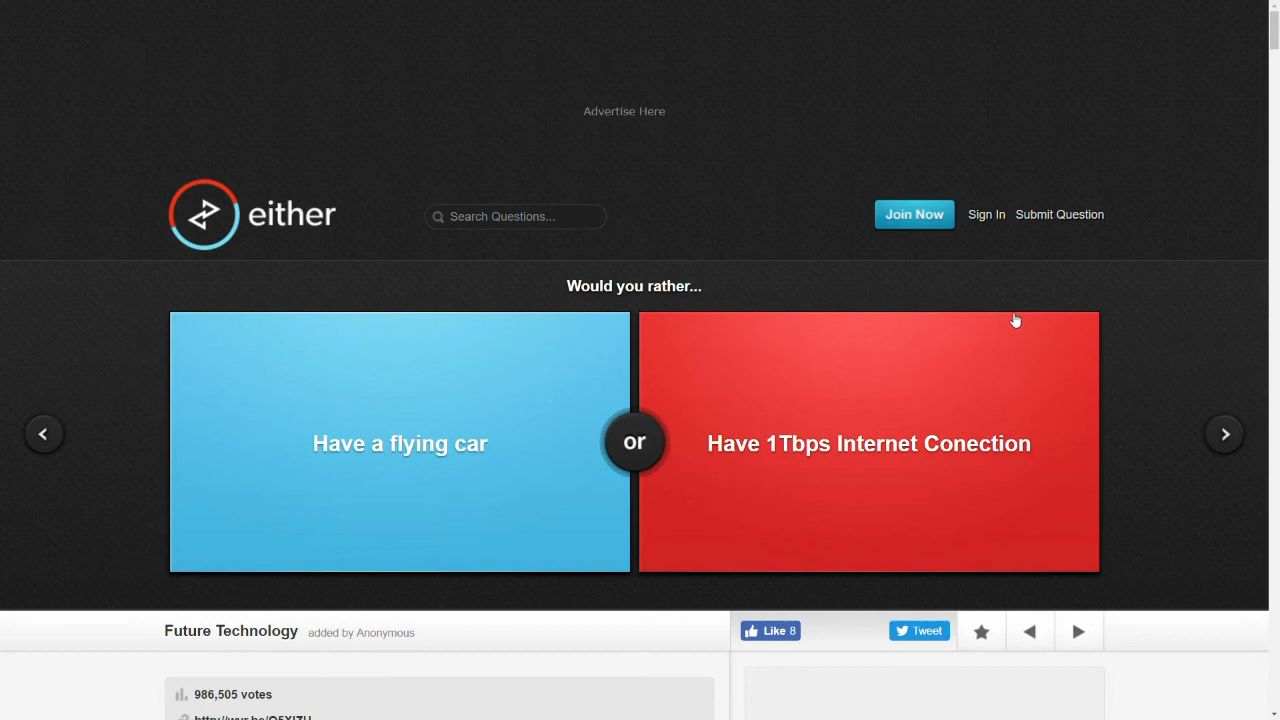 Advertise Here
either
Search Questions...
Join Now
Sign In
Submit Question
Would you rather...
Have a flying car
or
Have 1Tbps Internet Conection
Future Technology
added by Anonymous
Like 8
Tweet
986,505 votes